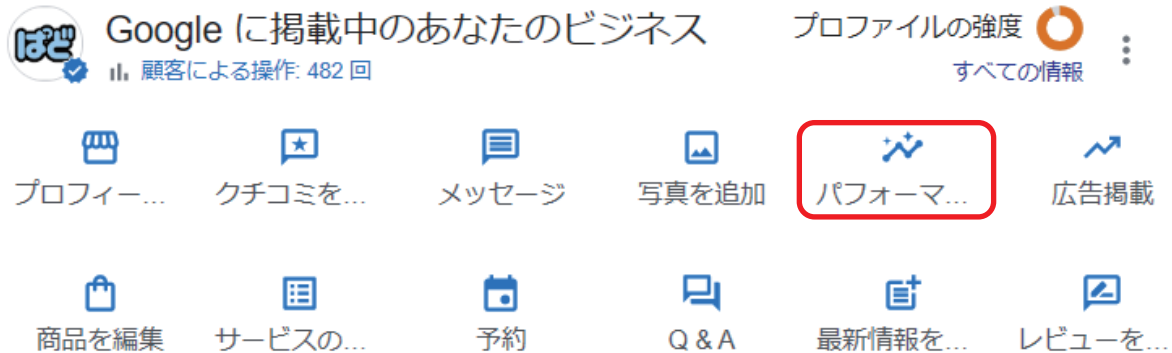 ぱど
Google に掲載中のあなたのビジネス
プロファイルの強度
顧客による操作: 482 回
すべての情報
プロフィー...
クチコミを...
メッセージ
写真を追加
パフォーマ...
広告掲載
商品を編集
サービスの...
予約
Q & A
最新情報を...
レビューを...